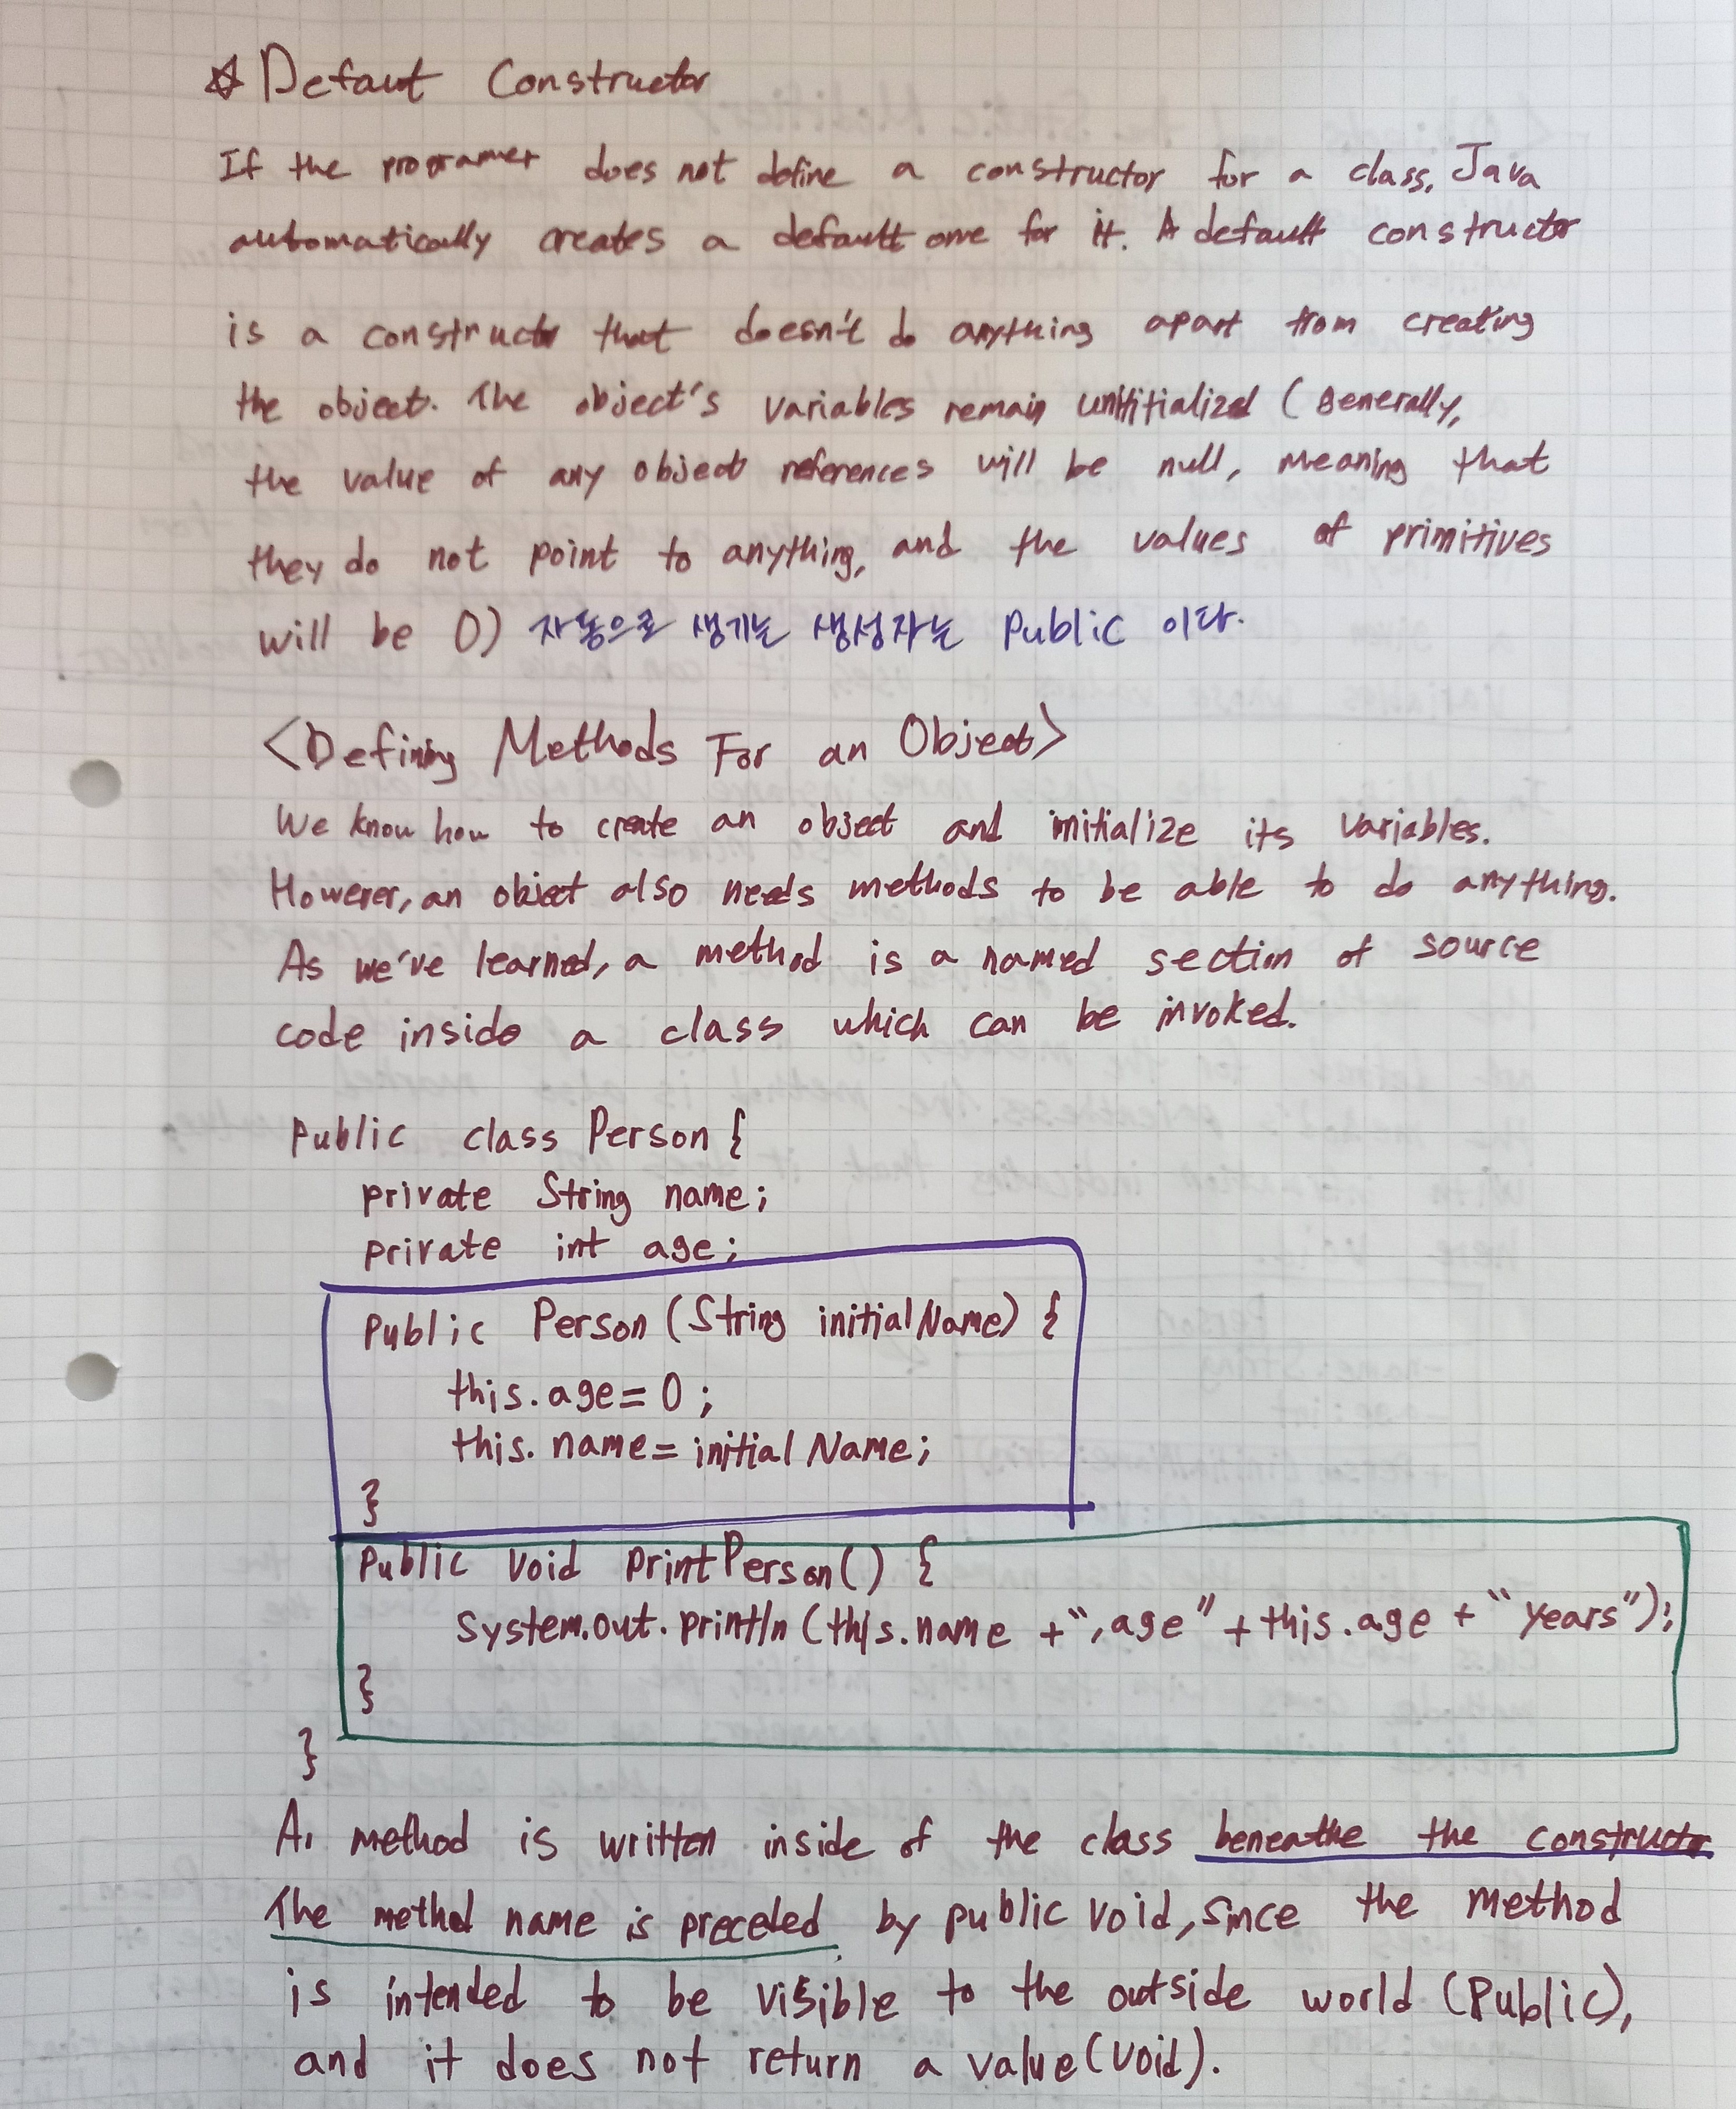 ☆ Defaut Constructor
If the programer does not define a constructor for a class, Java
automatically creates a default one for it. A default constructor
is a constructor that doesn't do anything apart from creating
the object. The object's variables remain unitialized (Generally,
the value of any object references will be null, meaning that
they do not point to anything, and the values of primitives
will be 0) 자동으로 생기는 생성자는 Public 이다.
<Defining Methods For an Object>
We know how to create an object and initialize its variables.
However, an object also needs methods to be able to do anything.
As we've learned, a method is a named section of source
code inside a class which can be invoked.
Public class Person {
private String name;
private int age;
Public Person (String initialName) {
this.age = 0 ;
this.name = initialName;
}
Public void printPerson() {
System.out.println (this.name + ", age" + this.age + "years");
}
}
A, method is written inside of the class beneathe the constructor
The method name is preceded by public void, since the method
is intended to be visible to the outside world (Public),
and it does not return a value (void).